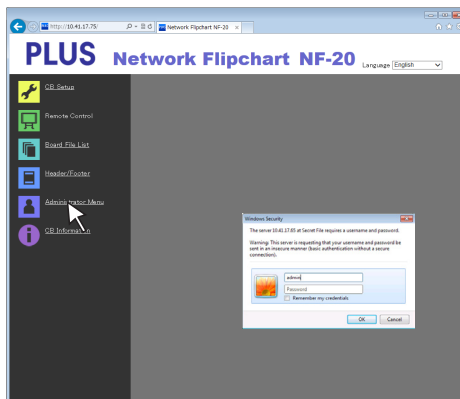 http://10.41.17.75/
Network Flipchart NF-20
PLUS Network Flipchart NF-20
Language English
CB Setup
Remote Control
Board File List
Header/Footer
Administrator Menu
CB Information
Windows Security
The server 10.41.17.65 at Secret File requires a username and password.
Warning: This server is requesting that your username and password be
sent in an insecure manner (basic authentication without a secure
connection).
admin
Password
Remember my credentials
OK Cancel